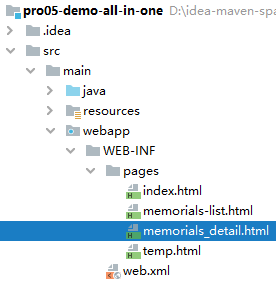 pro05-demo-all-in-one D:\idea-maven-spa
.idea
src
main
java
resources
webapp
WEB-INF
pages
index.html
memorials-list.html
memorials_detail.html
temp.html
web.xml